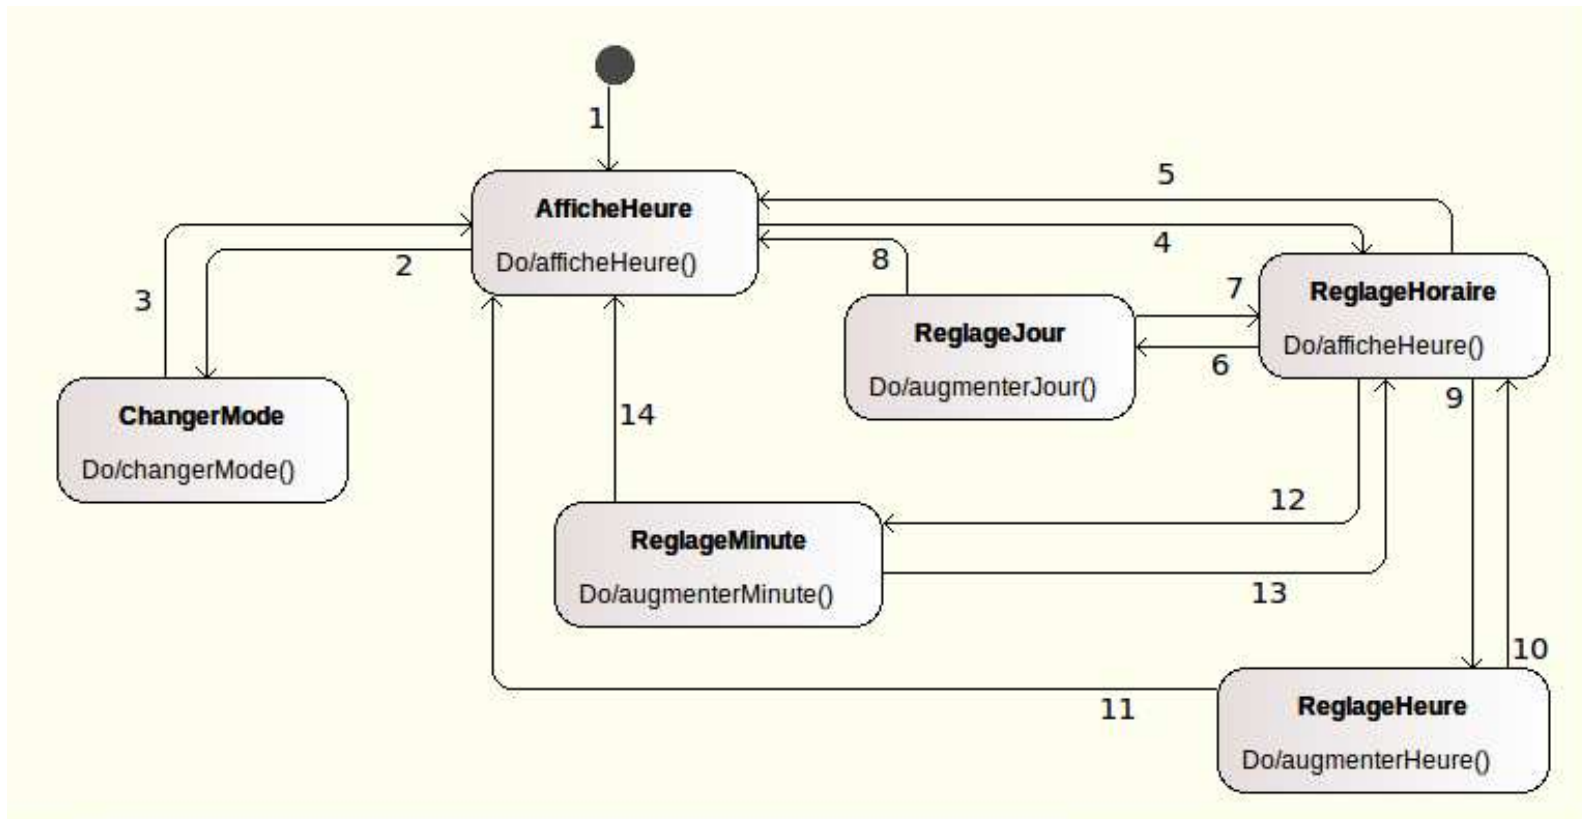 1
5
AfficheHeure
4
Do/afficheHeure()
2
8
3
7
ReglageHoraire
ReglageJour
Do/afficheHeure()
6
Do/augmenterJour()
9
ChangerMode
14
Do/changerMode()
12
ReglageMinute
Do/augmenterMinute()
13
10
11
ReglageHeure
Do/augmenterHeure()